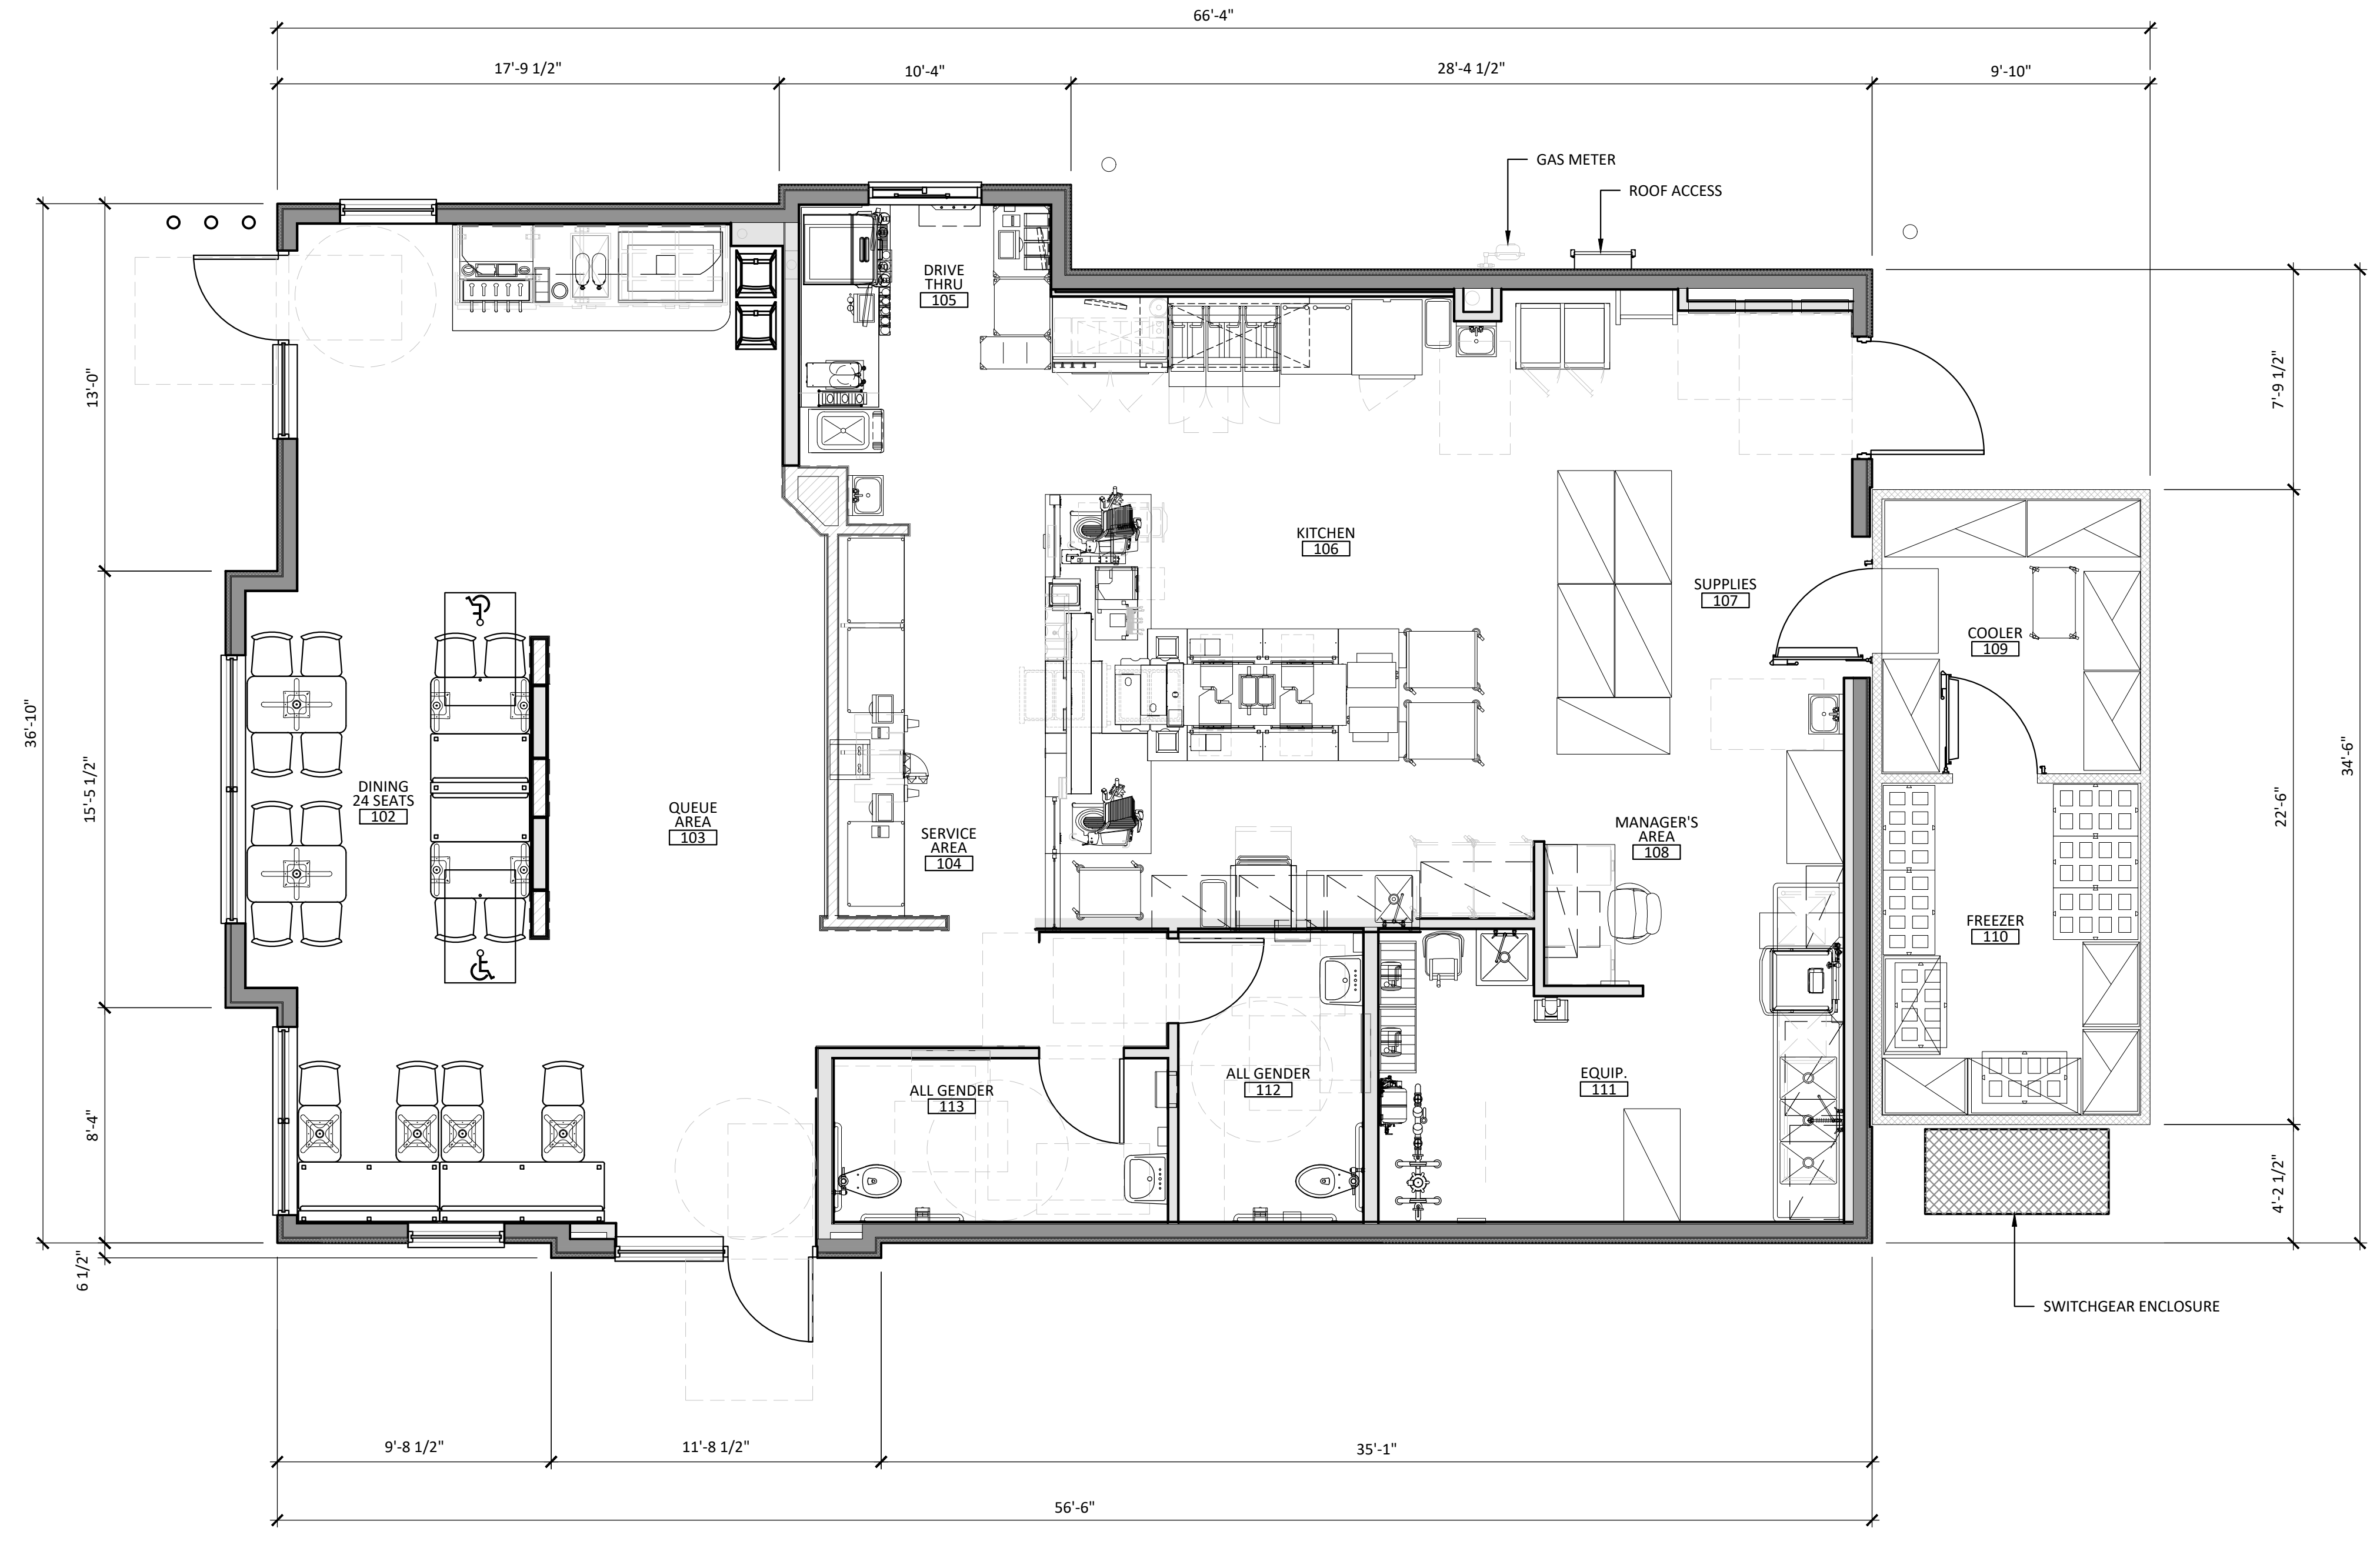 66'-4"
17'-9 1/2"
10'-4"
28'-4 1/2"
9'-10"
GAS METER
ROOF ACCESS
DRIVE
THRU
105
13'-0"
7'-9 1/2"
KITCHEN
106
SUPPLIES
107
COOLER
109
36'-10"
34'-6"
15'-5 1/2"
DINING
24 SEATS
102
QUEUE
AREA
103
SERVICE
AREA
104
MANAGER'S
AREA
108
22'-6"
FREEZER
110
ALL GENDER
113
ALL GENDER
112
EQUIP.
111
8'-4"
4'-2 1/2"
6 1/2"
SWITCHGEAR ENCLOSURE
9'-8 1/2"
11'-8 1/2"
35'-1"
56'-6"